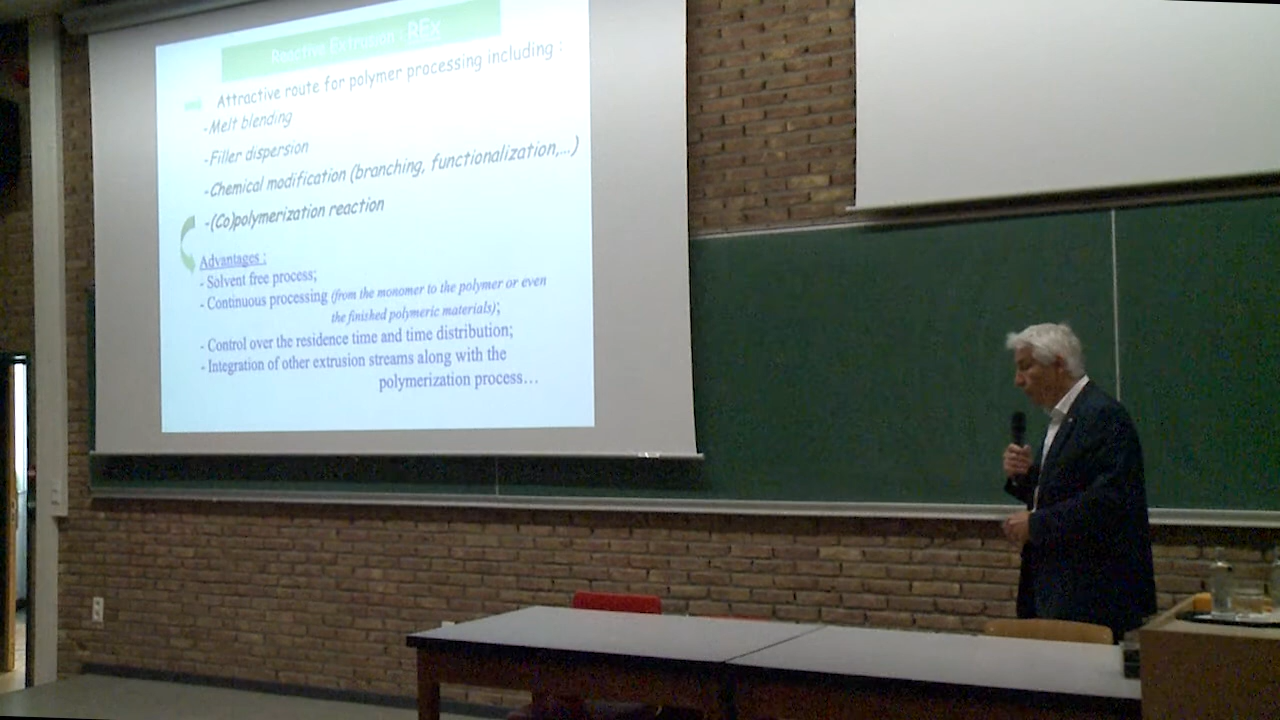 Reactive Extrusion : REx
Attractive route for polymer processing including :
-Melt blending
-Filler dispersion
-Chemical modification (branching, functionalization,...)
-(Co)polymerization reaction
Advantages :
- Solvent free process;
- Continuous processing (from the monomer to the polymer or even
the finished polymeric materials);
- Control over the residence time and time distribution;
- Integration of other extrusion streams along with the
polymerization process...